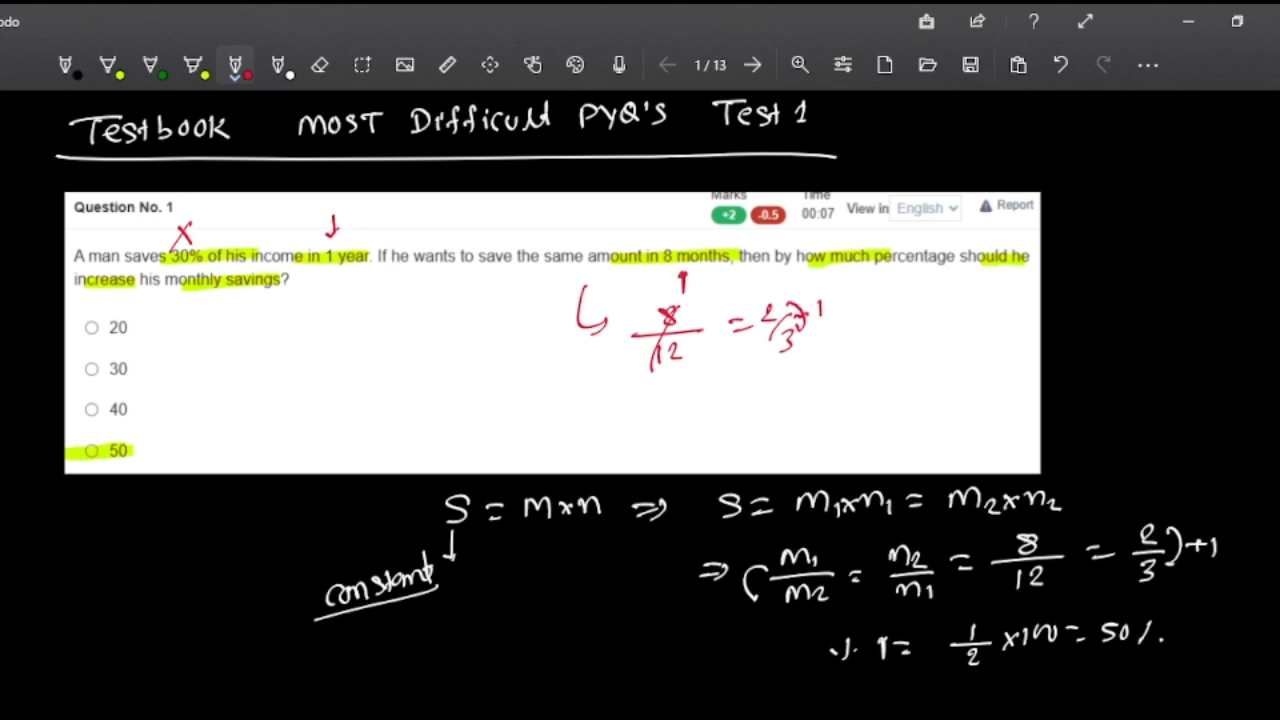 odo
1 / 13
Testbook MOST Difficult PYQ'S Test 1
Question No. 1
Marks
+2 -0.5
Time
00:07
View in English
Report
A man saves 30% of his income in 1 year. If he wants to save the same amount in 8 months, then by how much percentage should he
increase his monthly savings?
8/12 = 2/3 )+1
20
30
40
50
S = m×n ⇒ S = m₁×n₁ = m₂×n₂
constant
⇒ ( m₁/m₂ = n₂/n₁ = 8/12 = 2/3 )+1
% ↑ = 1/2 ×100 = 50%.